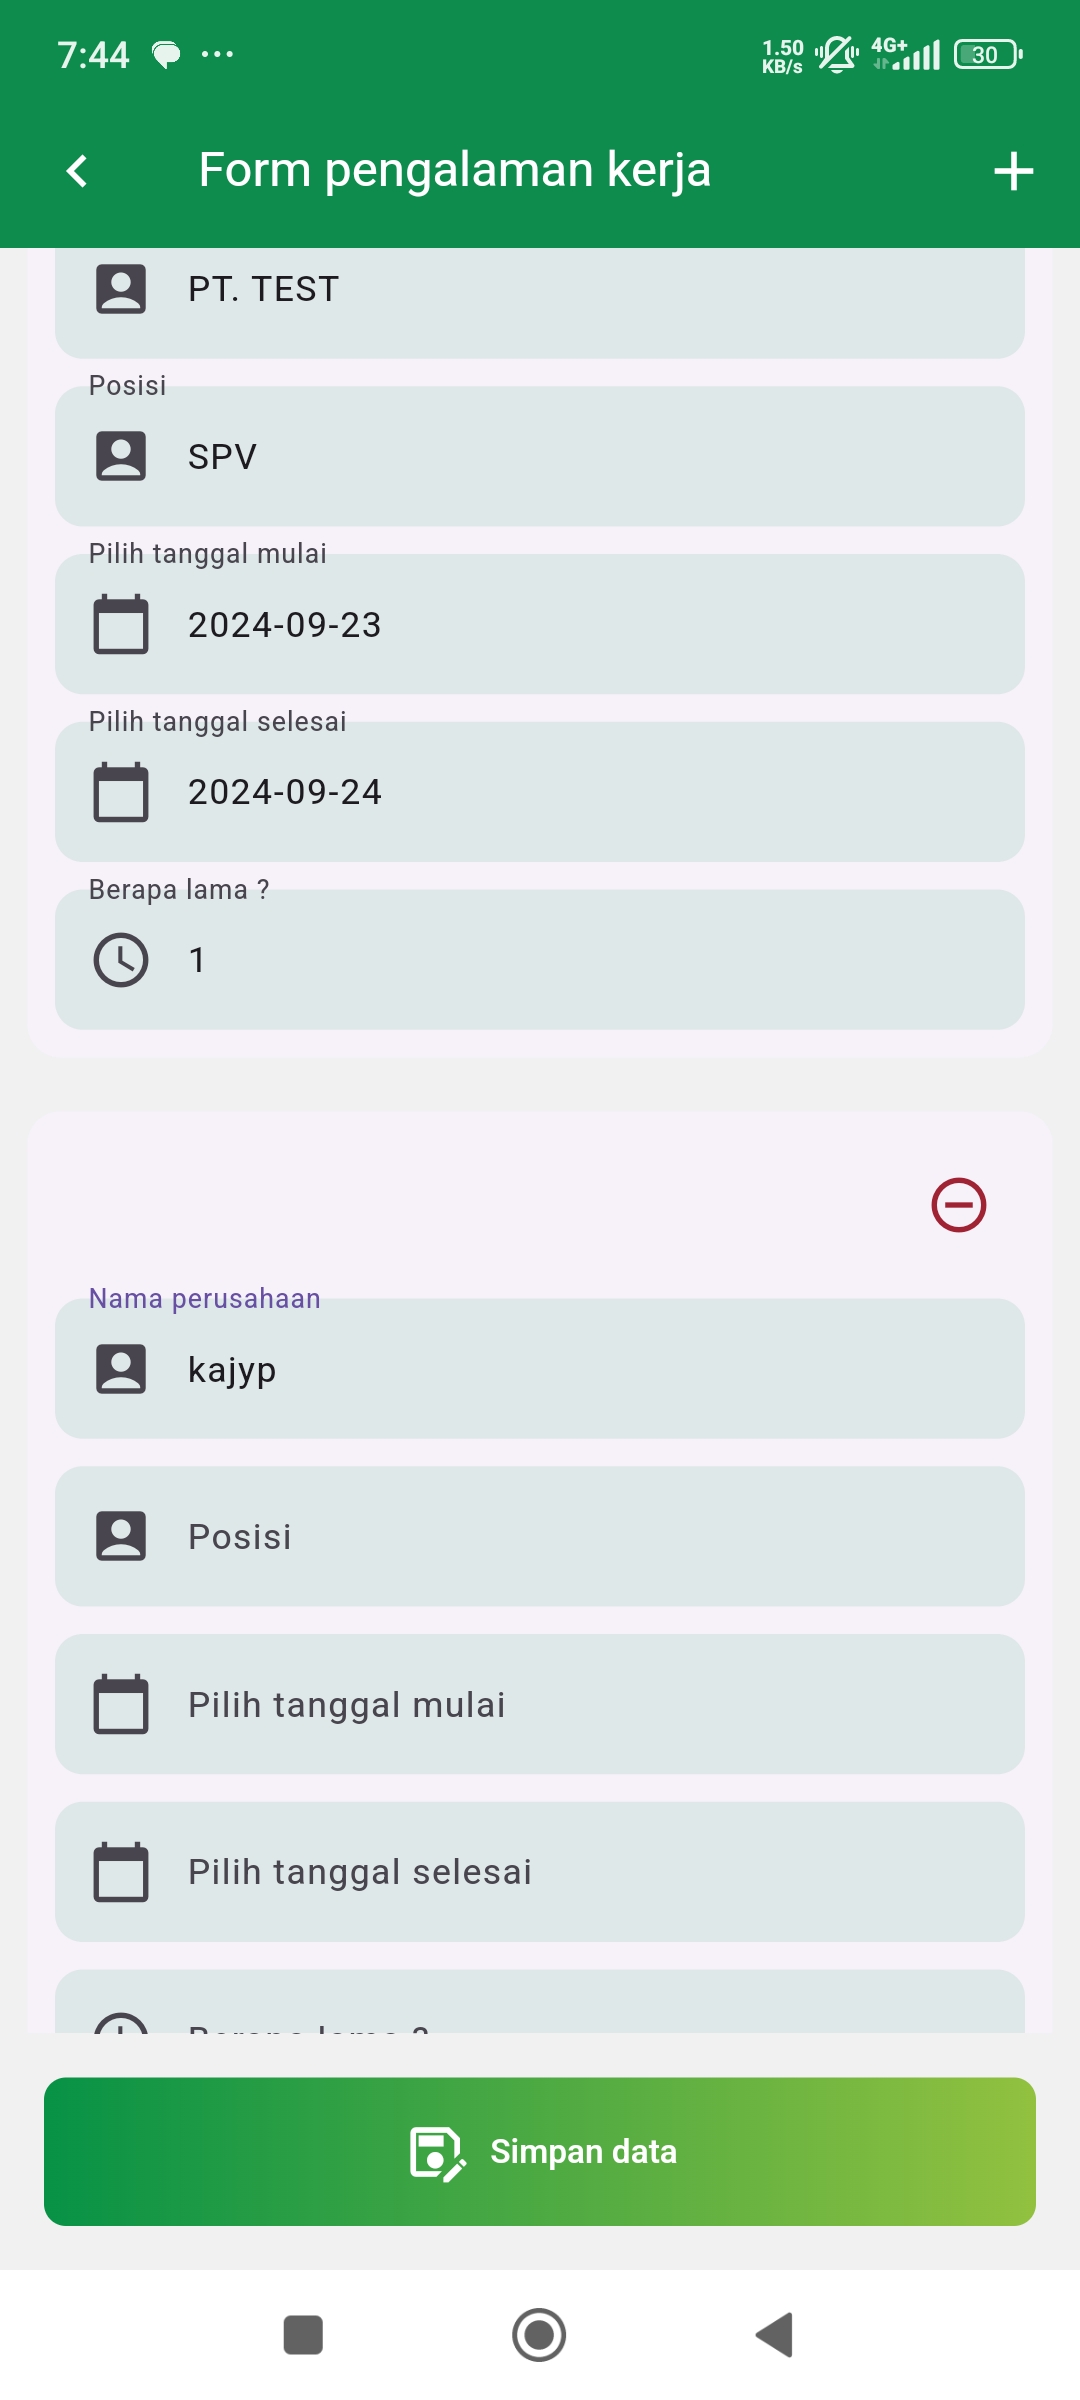 7:44
1.50
KB/s
4G+
30
Form pengalaman kerja
PT. TEST
Posisi
SPV
Pilih tanggal mulai
2024-09-23
Pilih tanggal selesai
2024-09-24
Berapa lama ?
1
Nama perusahaan
kajyp
Posisi
Pilih tanggal mulai
Pilih tanggal selesai
Berapa lama ?
Simpan data